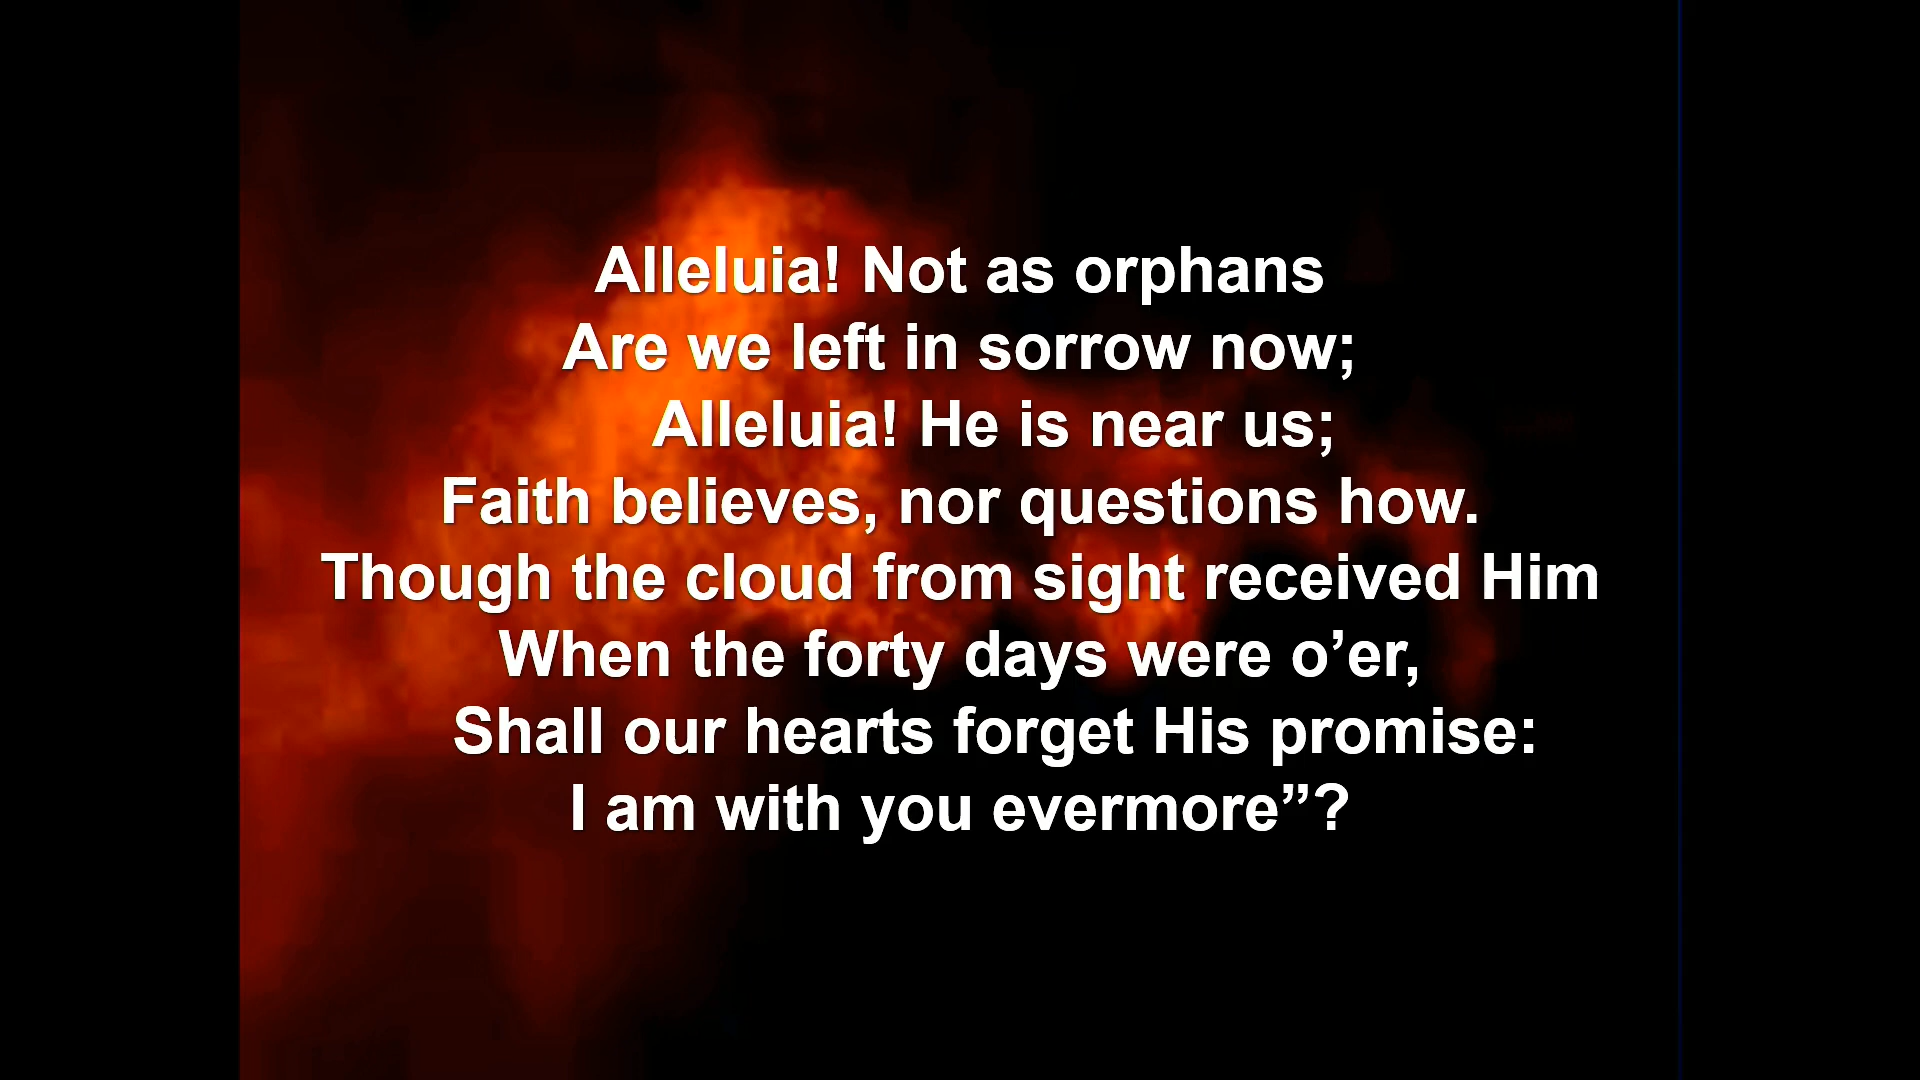 Alleluia! Not as orphans
Are we left in sorrow now;
Alleluia! He is near us;
Faith believes, nor questions how.
Though the cloud from sight received Him
When the forty days were o’er,
Shall our hearts forget His promise:
I am with you evermore”?